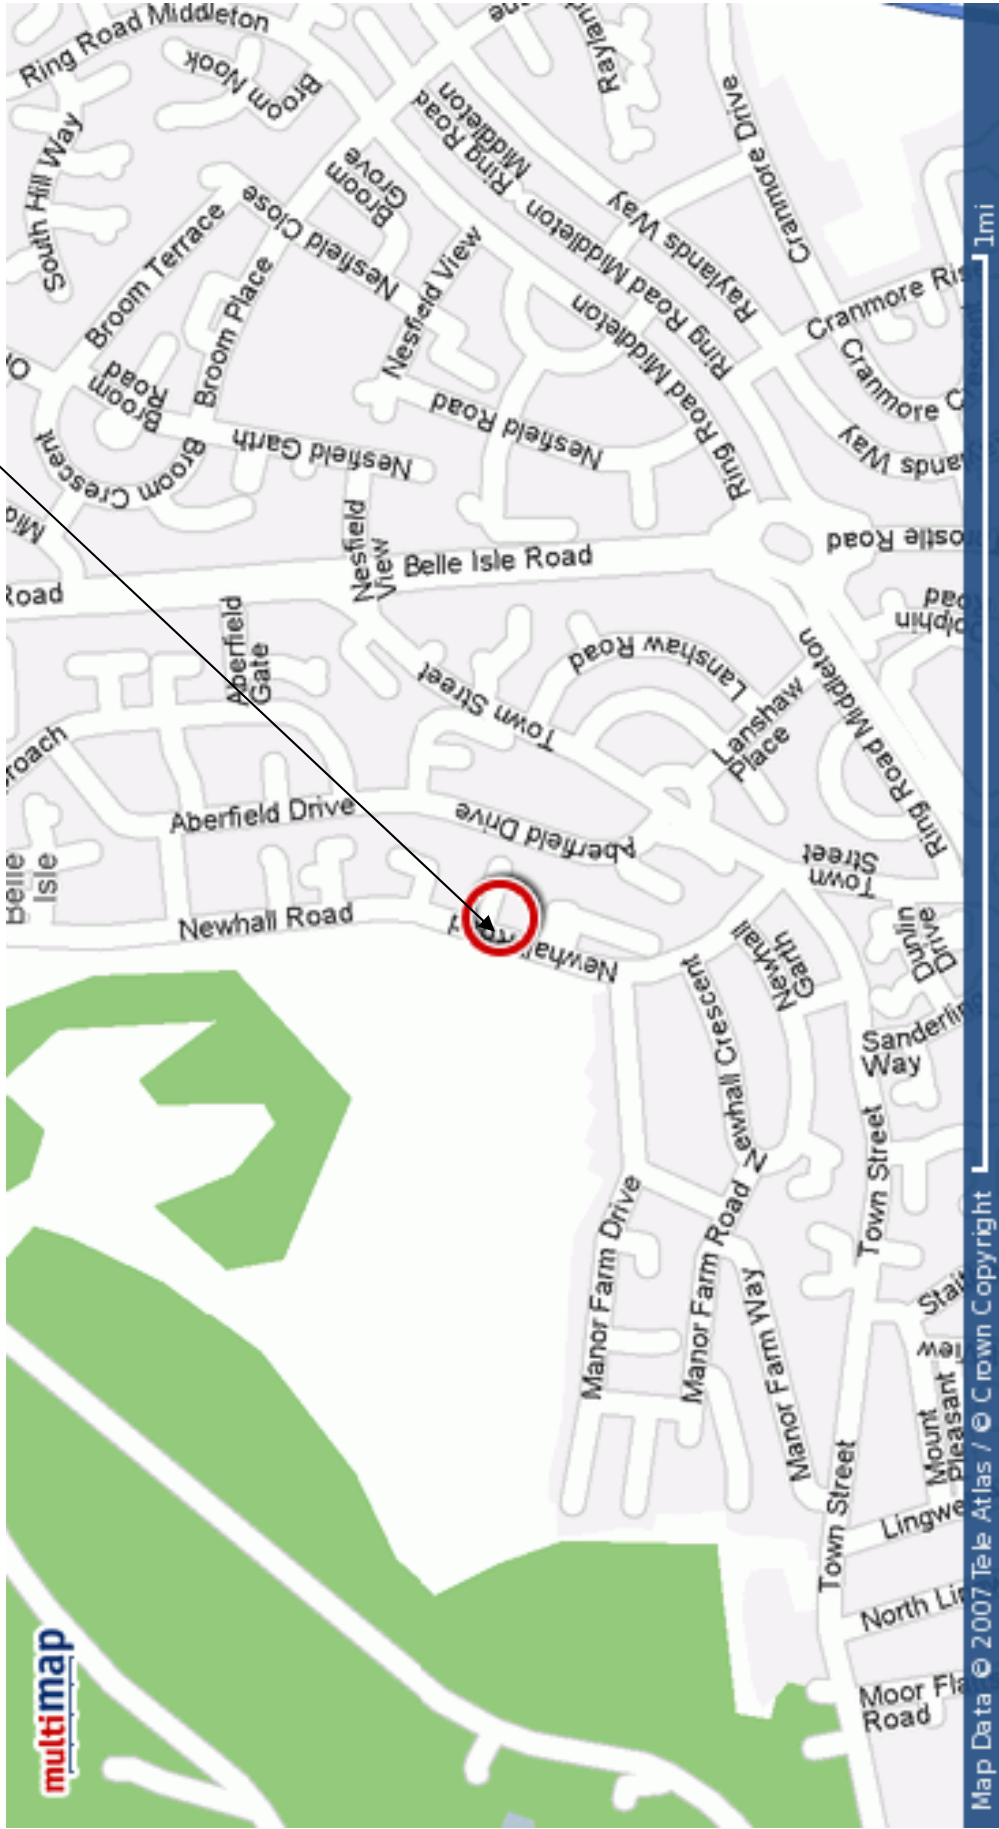 multimap
Ring Road Middleton
Broom Nook
South Hill Way
Broom Terrace
Broom
Grove
Nesfield Close
Broom Place
Broom
Road
Broom Crescent
Nesfield Garth
Nesfield View
Nesfield Road
Nesfield
View
Ring Road
Middleton
Ring Road Middleton
Ring Road Middleton
Raylands Way
Cranmore Drive
Cranmore Ris
Cranmore C
Belle Isle Road
Road
Aberfield
Gate
Town Street
Lanshaw Road
Lanshaw
Place
Ring Road Middleton
Aberfield Drive
Aberfield Drive
Belle
Isle
Newhall Road
Newhall
Town
Street
Dunlin
Drive
Newhall
Garth
Newhall Crescent
Sanderling
Way
Town Street
Manor Farm Drive
Manor Farm Road
Manor Farm Way
Mount
Pleasant
View
Town Street
Lingwe
North Lin
Moor Fla
Road
1mi
Map Data © 2007 Tele Atlas / © Crown Copyright